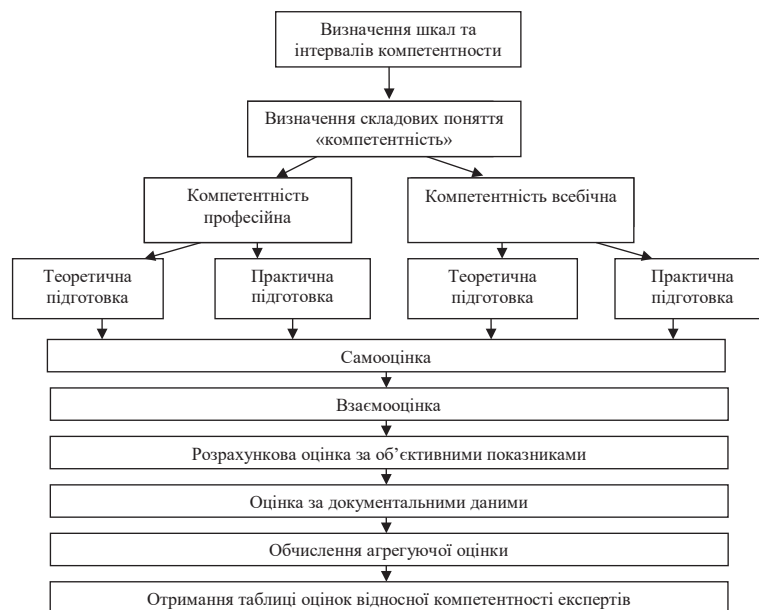 Визначення шкал та
інтервалів компетентности
Визначення складових поняття
«компетентність»
Компетентність
професійна
Компетентність всебічна
Теоретична
підготовка
Практична
підготовка
Теоретична
підготовка
Практична
підготовка
Самооцінка
Взаємооцінка
Розрахункова оцінка за об’єктивними показниками
Оцінка за документальними даними
Обчислення агрегуючої оцінки
Отримання таблиці оцінок відносної компетентності експертів